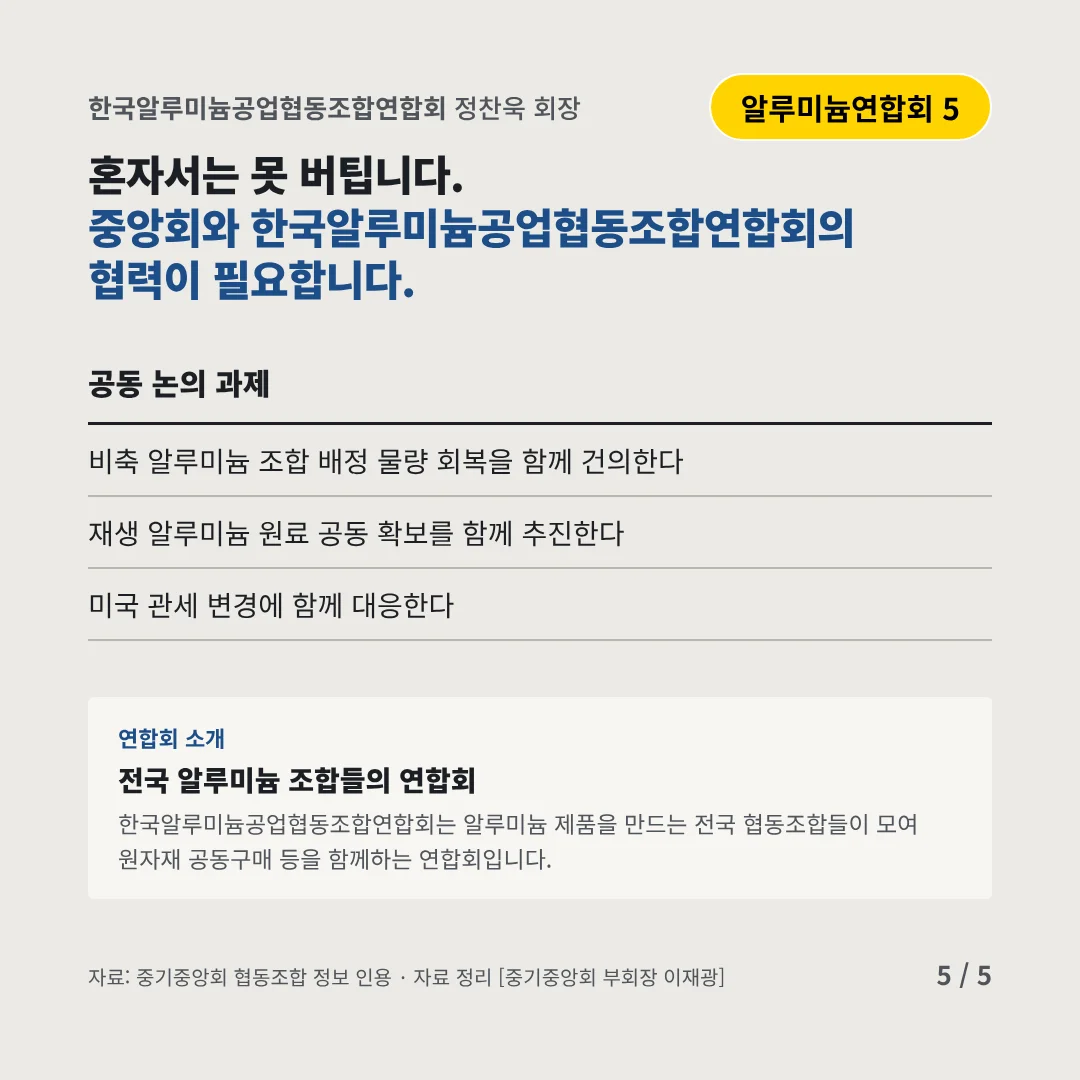 한국알루미늄공업협동조합연합회 정찬욱 회장
알루미늄연합회 5
혼자서는 못 버팁니다.
중앙회와 한국알루미늄공업협동조합연합회의
협력이 필요합니다.
공동 논의 과제
비축 알루미늄 조합 배정 물량 회복을 함께 건의한다
재생 알루미늄 원료 공동 확보를 함께 추진한다
미국 관세 변경에 함께 대응한다
연합회 소개
전국 알루미늄 조합들의 연합회
한국알루미늄공업협동조합연합회는 알루미늄 제품을 만드는 전국 협동조합들이 모여
원자재 공동구매 등을 함께하는 연합회입니다.
자료: 중기중앙회 협동조합 정보 인용 · 자료 정리 [중기중앙회 부회장 이재광]
5 / 5